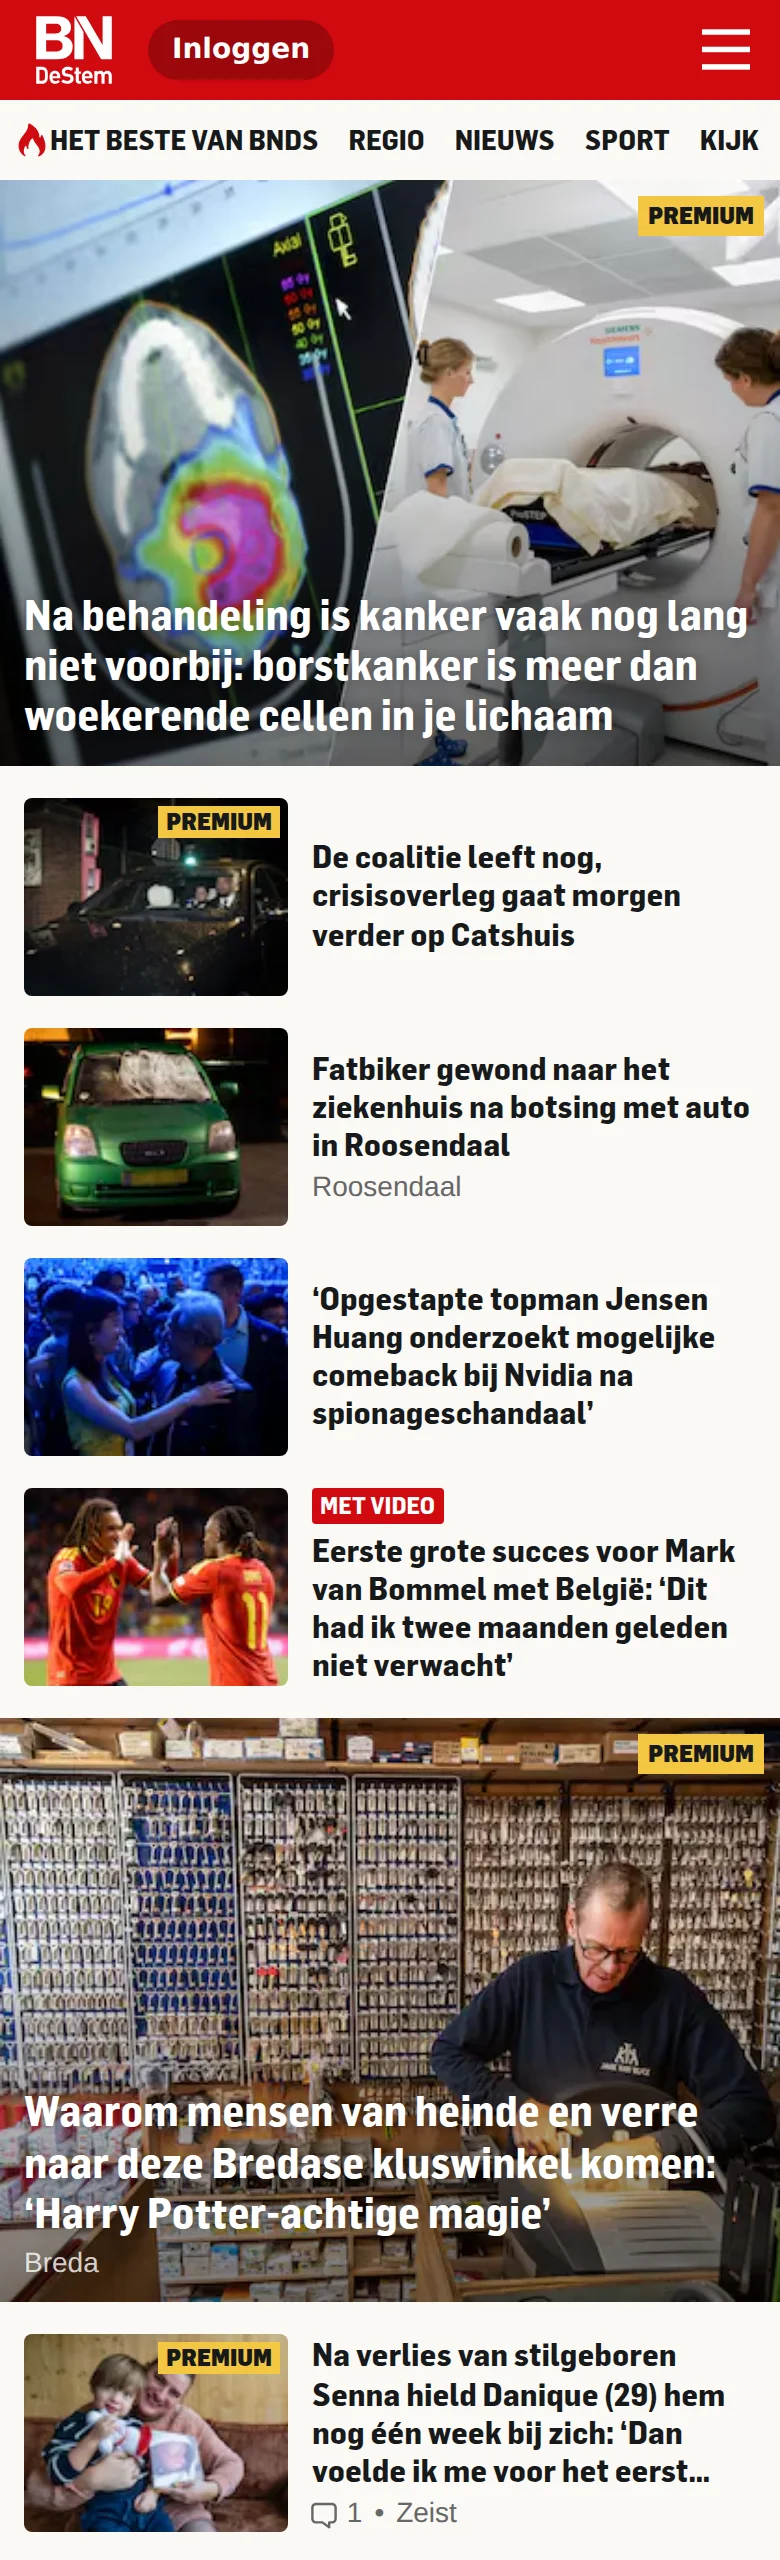 BN
DeStem
Inloggen
HET BESTE VAN BNDS
REGIO
NIEUWS
SPORT
KIJK
PREMIUM
Axial
SIEMENS
Na behandeling is kanker vaak nog lang
niet voorbij: borstkanker is meer dan
woekerende cellen in je lichaam
PREMIUM
De coalitie leeft nog,
crisisoverleg gaat morgen
verder op Catshuis
Fatbiker gewond naar het
ziekenhuis na botsing met auto
in Roosendaal
Roosendaal
‘Opgestapte topman Jensen
Huang onderzoekt mogelijke
comeback bij Nvidia na
spionageschandaal’
19
11
MET VIDEO
Eerste grote succes voor Mark
van Bommel met België: ‘Dit
had ik twee maanden geleden
niet verwacht’
PREMIUM
Waarom mensen van heinde en verre
naar deze Bredase kluswinkel komen:
‘Harry Potter-achtige magie’
Breda
PREMIUM
Na verlies van stilgeboren
Senna hield Danique (29) hem
nog één week bij zich: ‘Dan
voelde ik me voor het eerst...
1 • Zeist